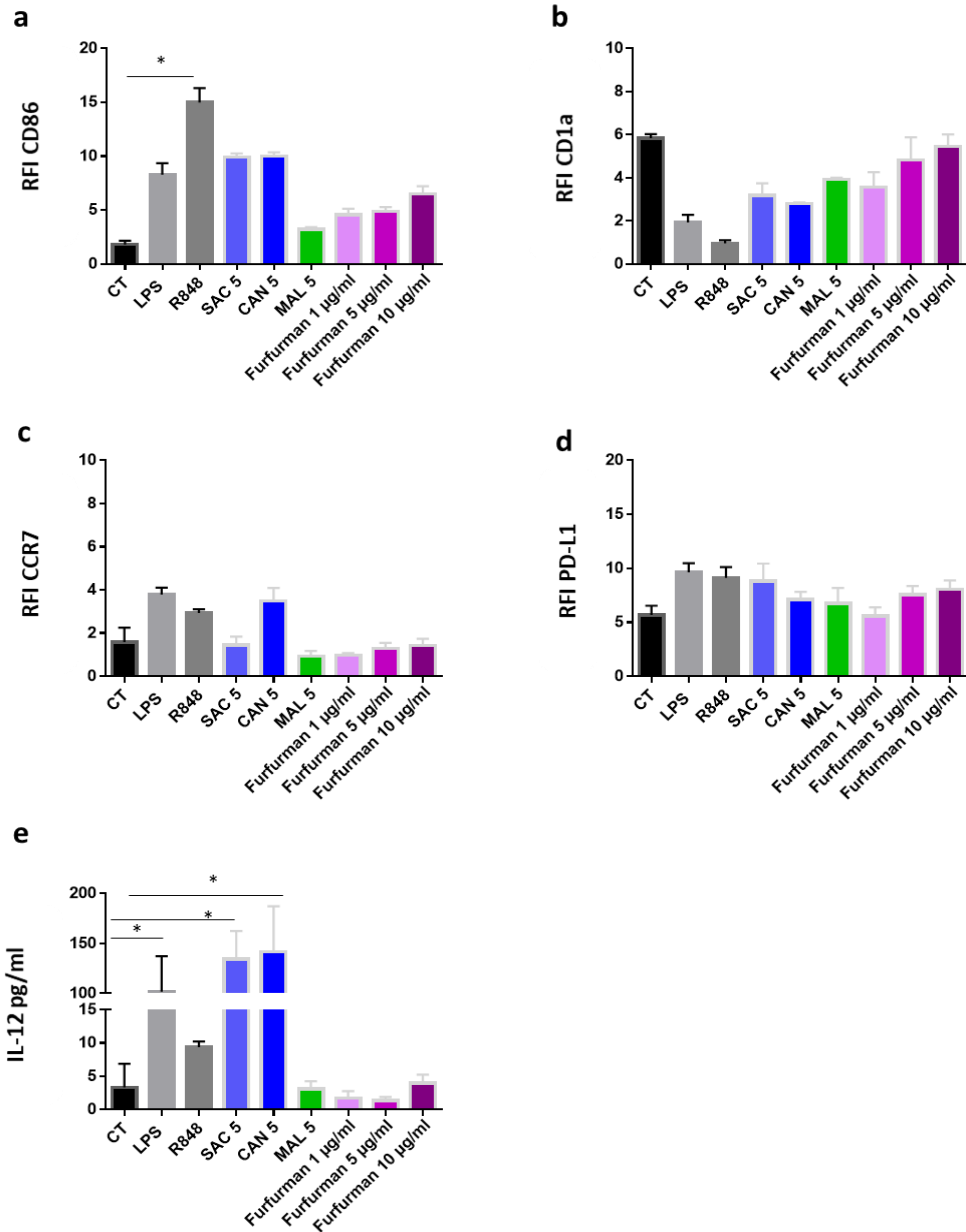 a
RFI CD86
20
15
10
5
0
*
CT
LPS
R848
SAC 5
CAN 5
MAL 5
Furfurman 1 µg/ml
Furfurman 5 µg/ml
Furfurman 10 µg/ml
b
RFI CD1a
10
8
6
4
2
0
CT
LPS
R848
SAC 5
CAN 5
MAL 5
Furfurman 1 µg/ml
Furfurman 5 µg/ml
Furfurman 10 µg/ml
c
RFI CCR7
10
8
6
4
2
0
CT
LPS
R848
SAC 5
CAN 5
MAL 5
Furfurman 1 µg/ml
Furfurman 5 µg/ml
Furfurman 10 µg/ml
d
RFI PD-L1
20
15
10
5
0
CT
LPS
R848
SAC 5
CAN 5
MAL 5
Furfurman 1 µg/ml
Furfurman 5 µg/ml
Furfurman 10 µg/ml
e
IL-12 pg/ml
200
150
100
15
10
5
0
*
*
*
CT
LPS
R848
SAC 5
CAN 5
MAL 5
Furfurman 1 µg/ml
Furfurman 5 µg/ml
Furfurman 10 µg/ml